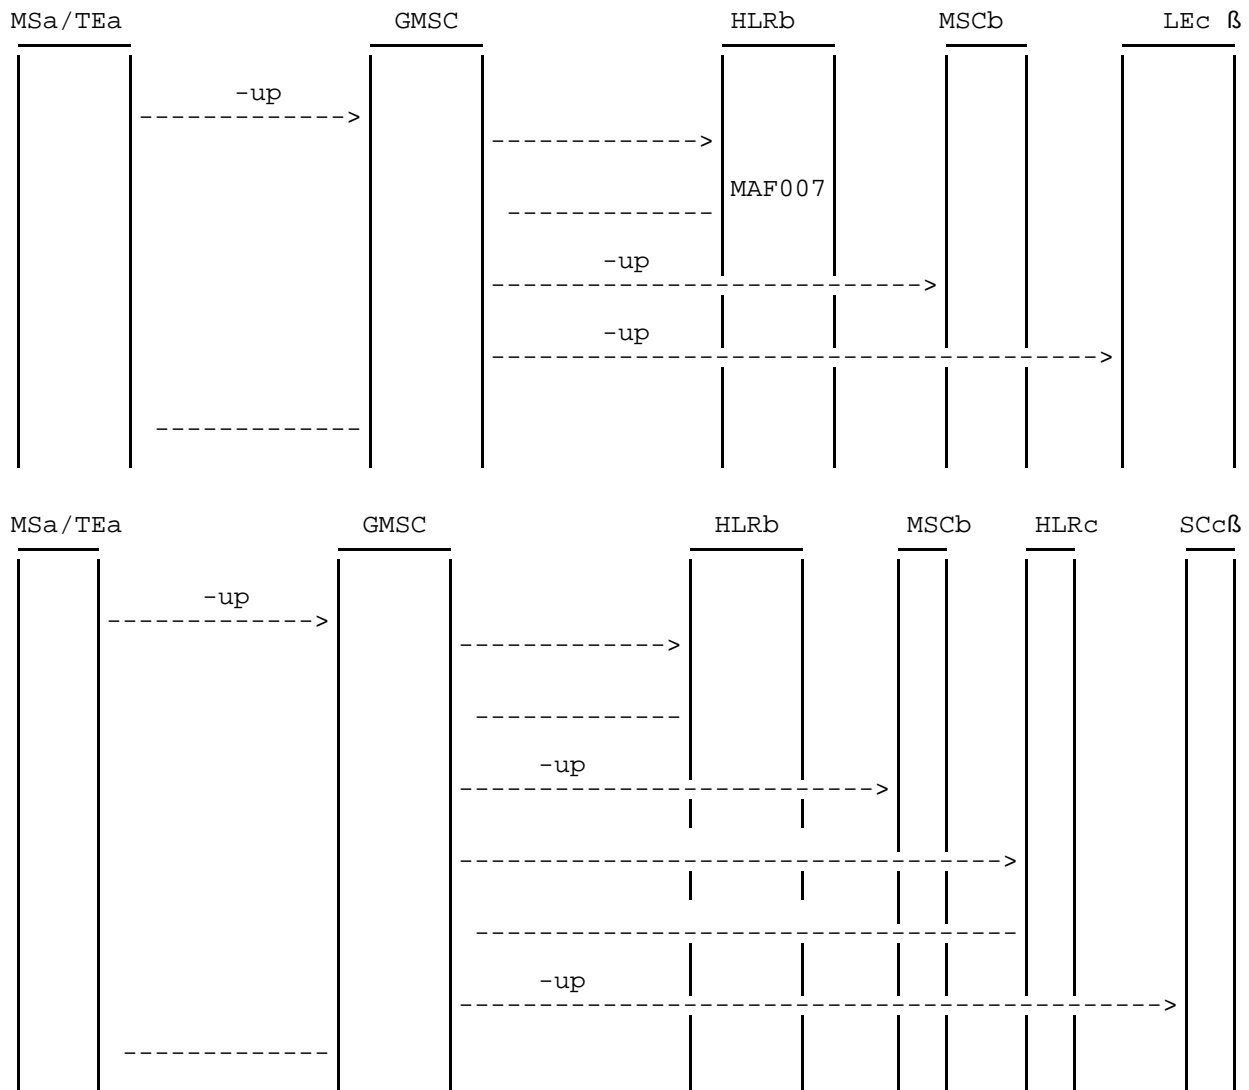 MSa/TEa GMSC HLRb MSCb LEc ß
-up
------------->
------------->
MAF007
-------------
-up
---------------------------->
-up
--------------------------------------->
-------------
MSa/TEa GMSC HLRb MSCb HLRc SCcß
-up
------------->
------------->
-------------
-up
-------------------------->
---------------------------------->
----------------------------------
-up
-------------------------------------------->
-------------